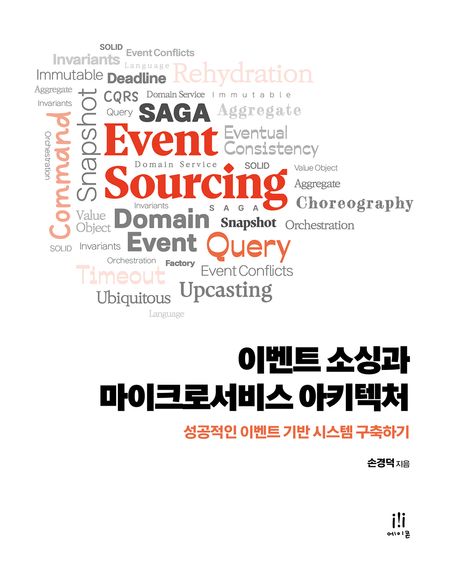 SOLID
Event Conflicts
Invariants
Language
Immutable
Deadline
Rehydration
Aggregate
CQRS
Domain Service
Immutable
Invariants
Query
SAGA
Aggregate
Orchestration
Command
Snapshot
Event
Eventual
Consistency
Domain Service
SOLID
Value Object
Sourcing
Aggregate
Invariants
SAGA
Choreography
Value
Object
Domain
Snapshot
Orchestration
SOLID
Invariants
Event
Query
Orchestration
Factory
Event Conflicts
Timeout
Ubiquitous
Upcasting
Language
이벤트 소싱과
마이크로서비스 아키텍처
성공적인 이벤트 기반 시스템 구축하기
손경덕 지음
에이콘